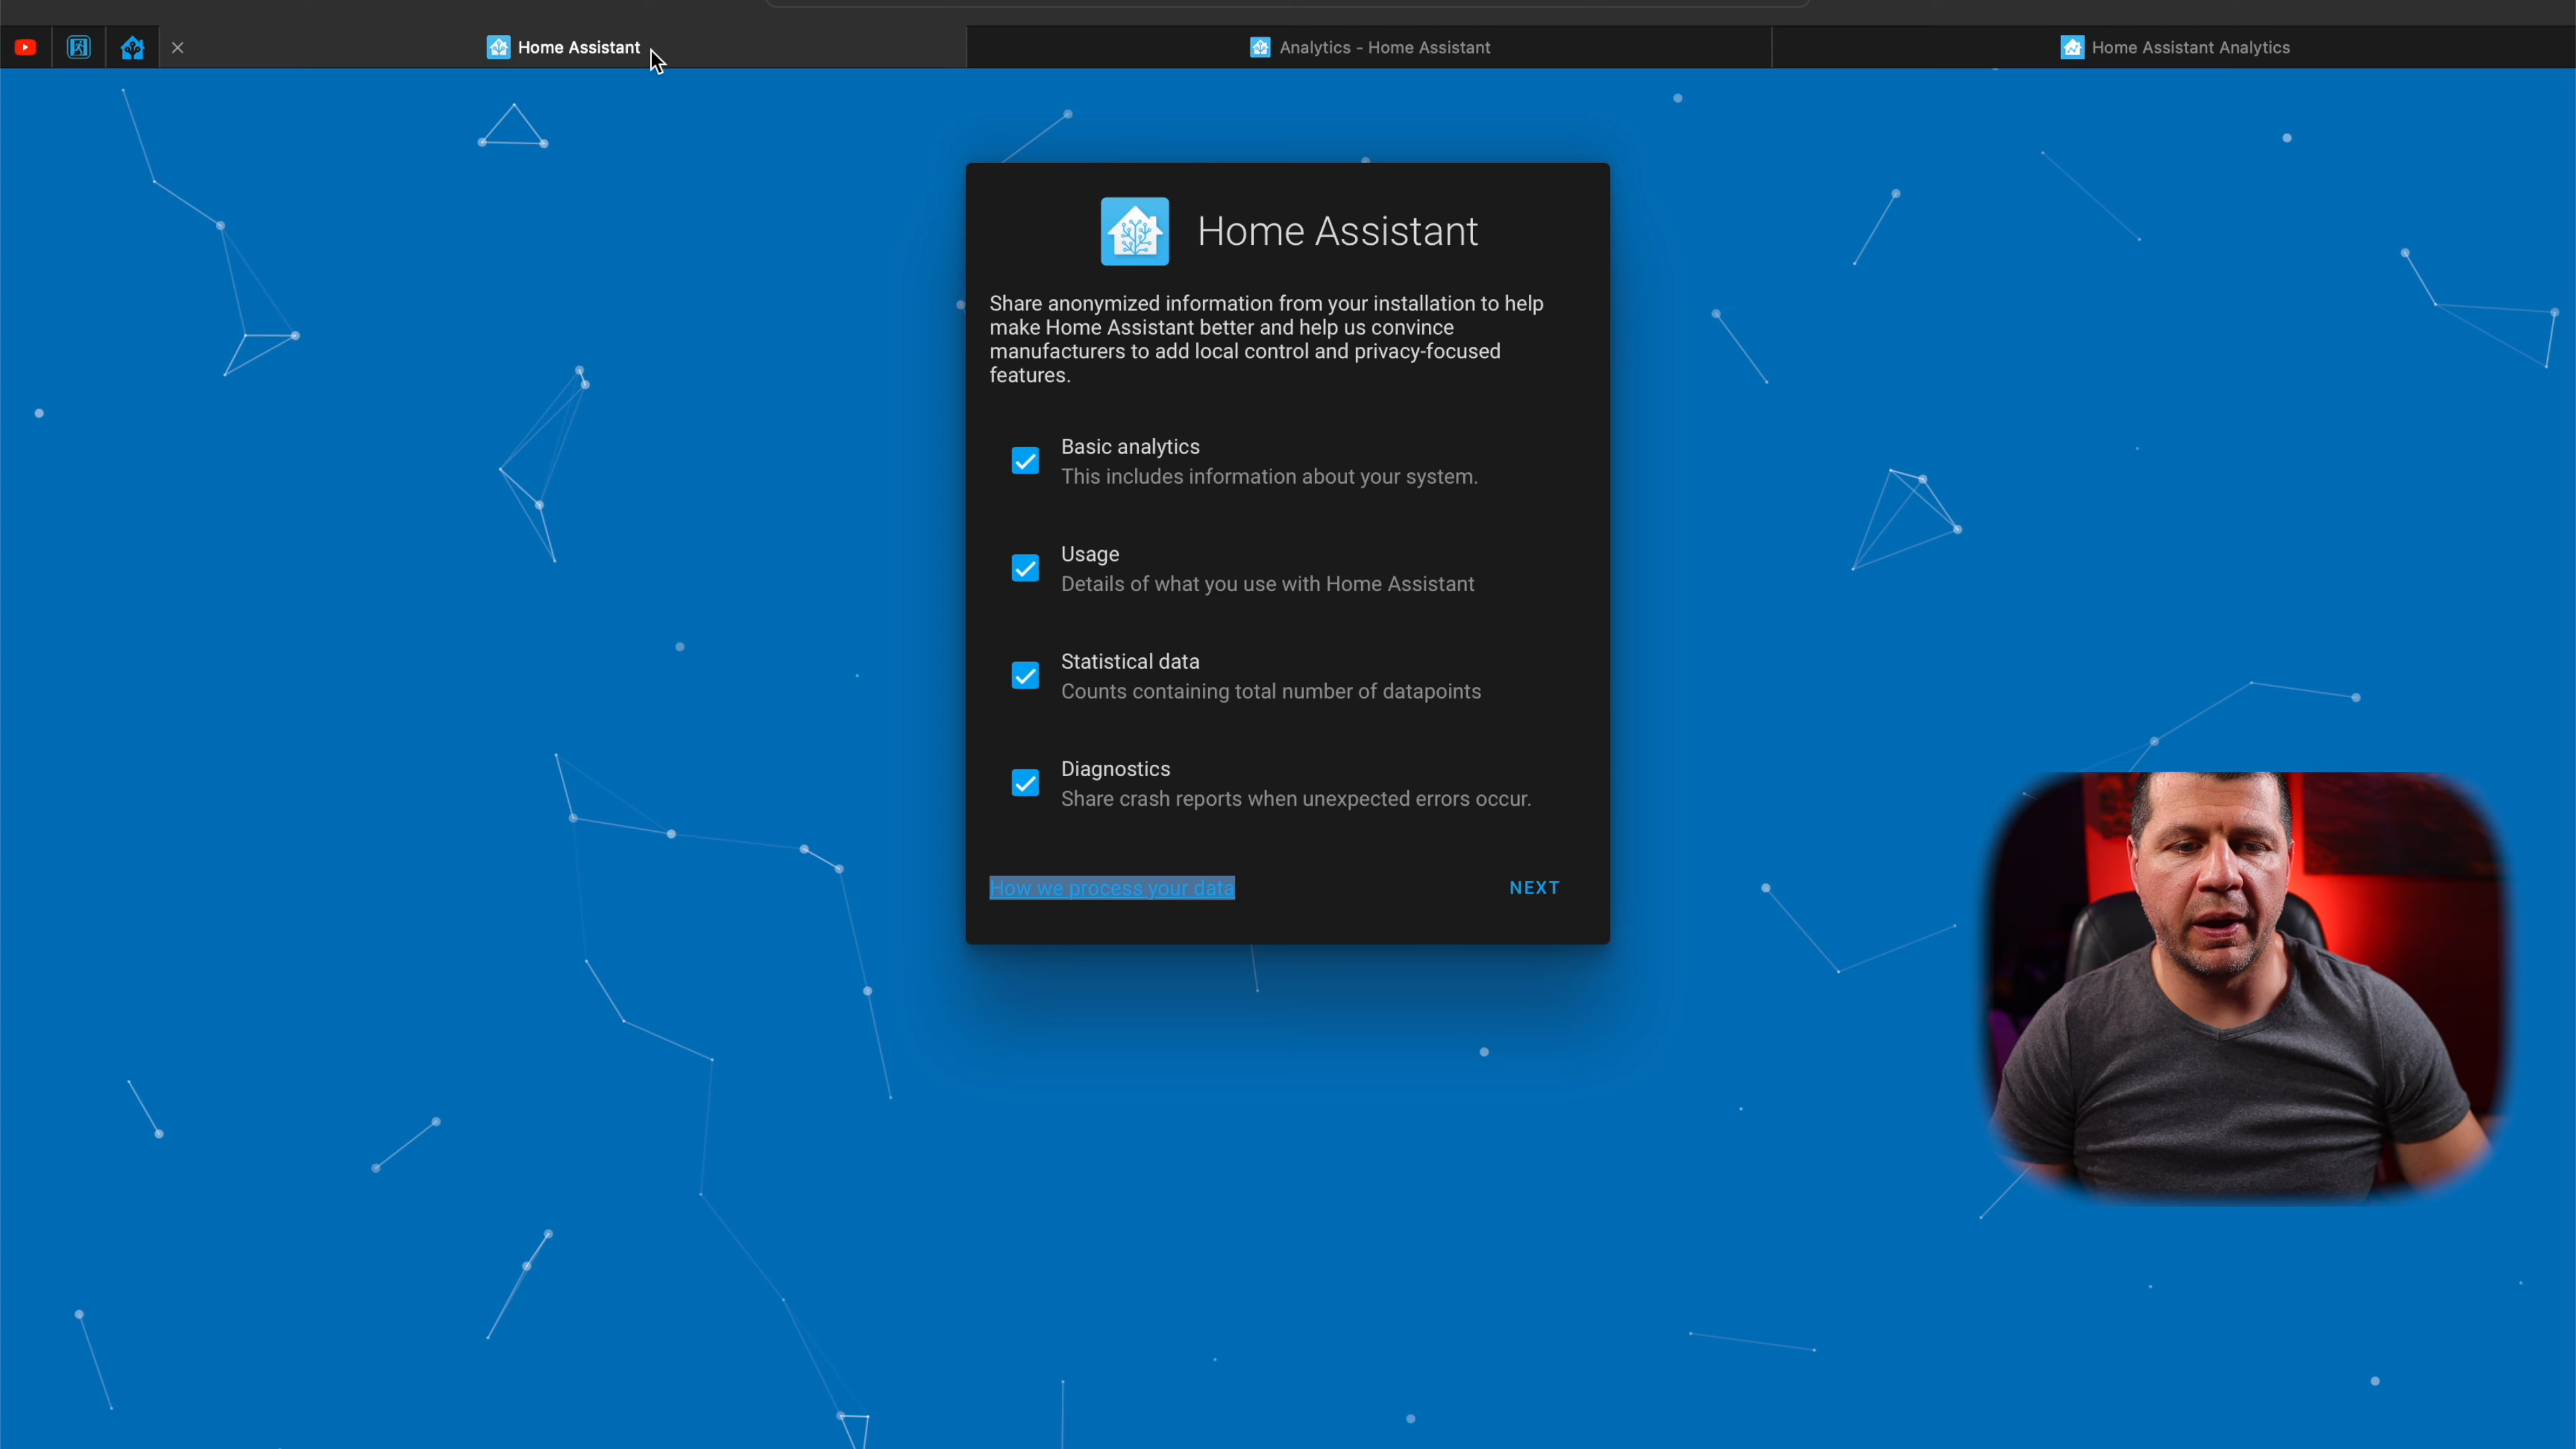 Home Assistant
Analytics - Home Assistant
Home Assistant Analytics
Home Assistant
Share anonymized information from your installation to help
make Home Assistant better and help us convince
manufacturers to add local control and privacy-focused
features.
Basic analytics
This includes information about your system.
Usage
Details of what you use with Home Assistant
Statistical data
Counts containing total number of datapoints
Diagnostics
Share crash reports when unexpected errors occur.
How we process your data
NEXT